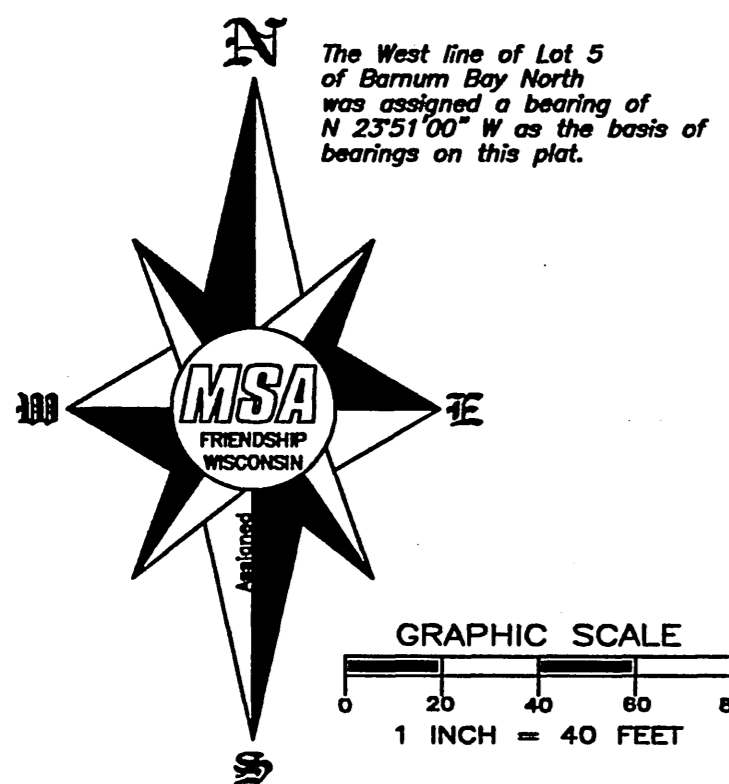 N
The West line of Lot 5
of Barnum Bay North
was assigned a bearing of
N 23°51'00" W as the basis of
bearings on this plat.
W
E
MSA
FRIENDSHIP
WISCONSIN
Assigned
S
GRAPHIC SCALE
0 20 40 60 8
1 INCH = 40 FEET